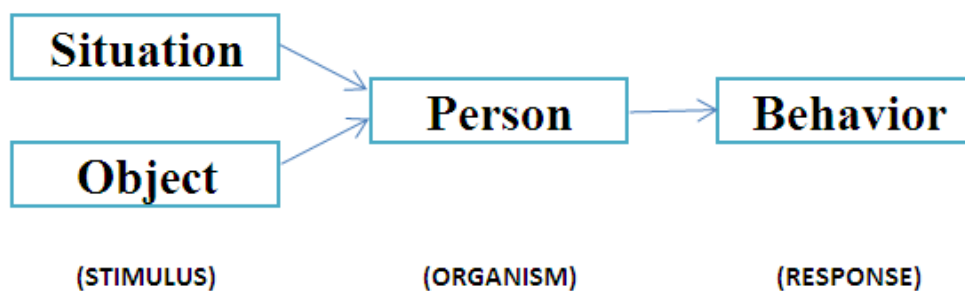 Situation
Object
Person
Behavior
(STIMULUS)
(ORGANISM)
(RESPONSE)